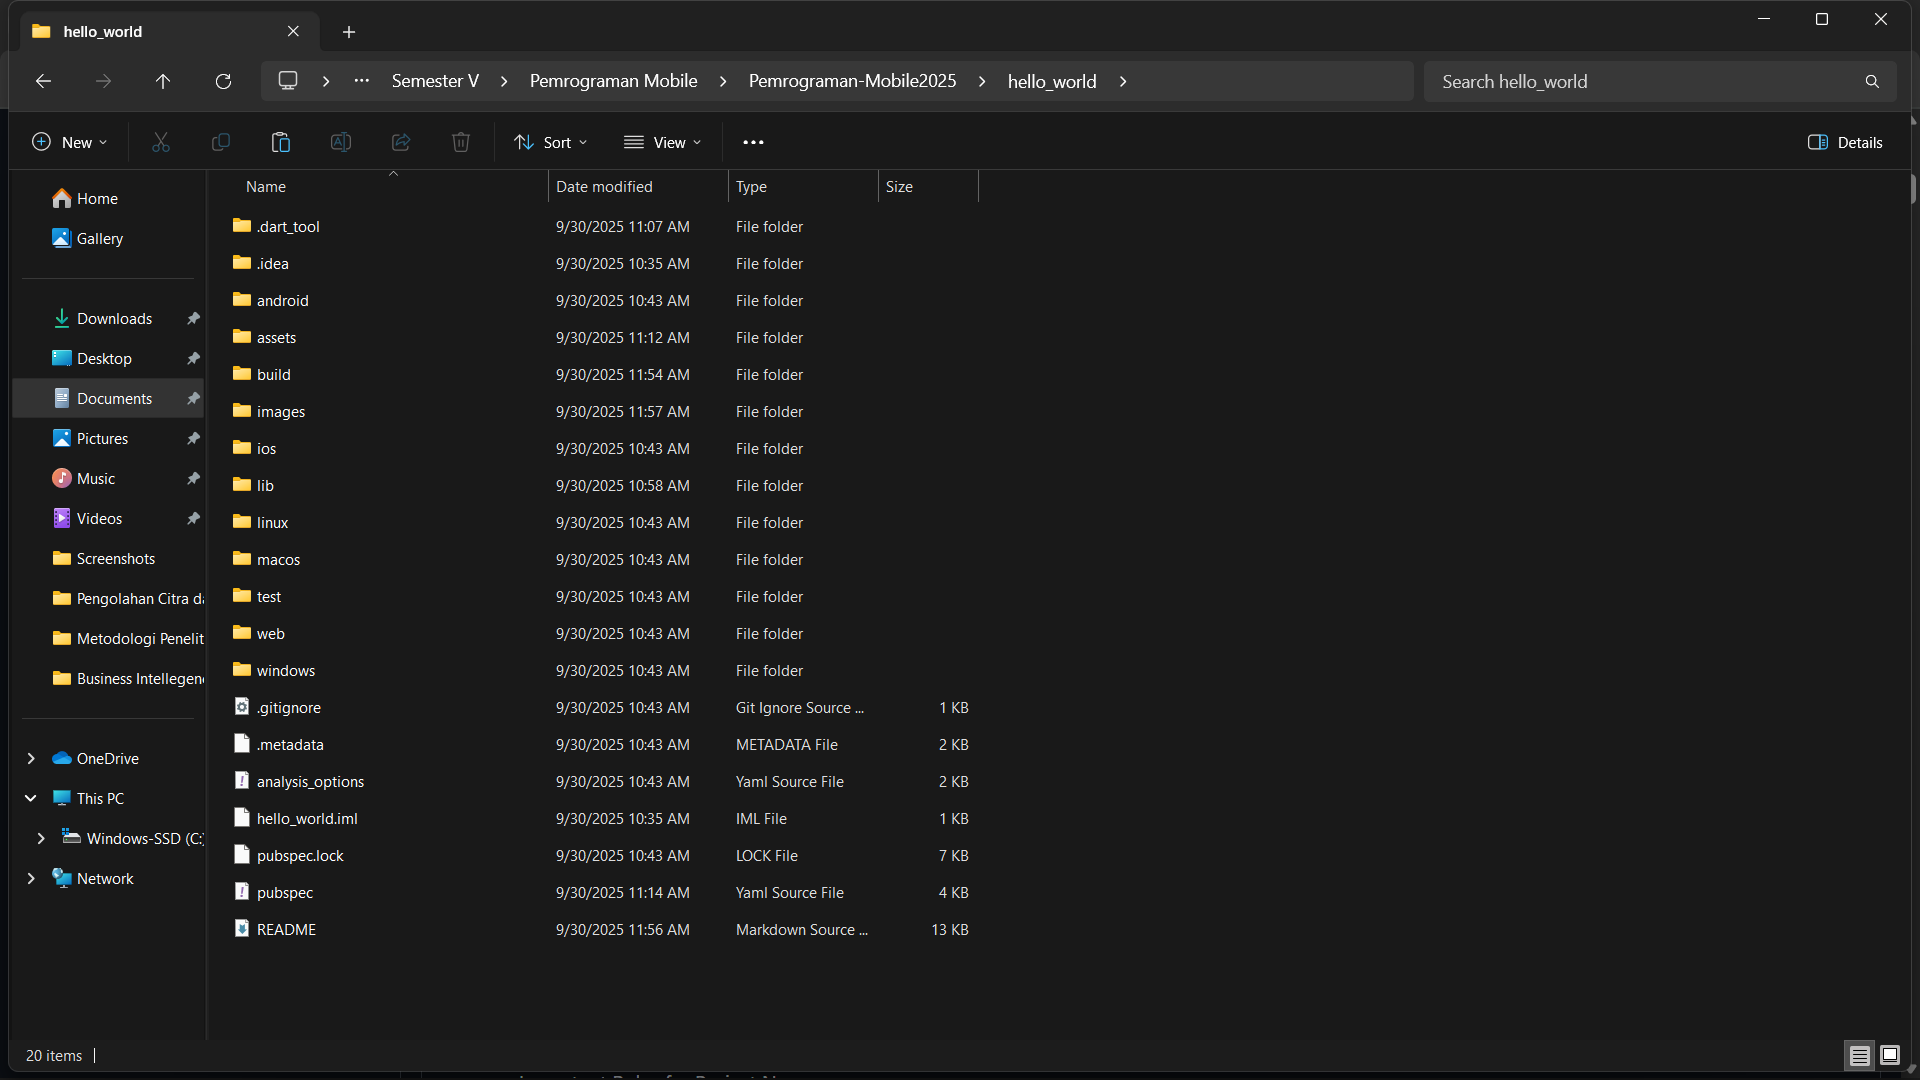 hello_world
Semester V
Pemrograman Mobile
Pemrograman-Mobile2025
hello_world
Search hello_world
New
Sort
View
Details
Home
Gallery
Downloads
Desktop
Documents
Pictures
Music
Videos
Screenshots
Pengolahan Citra da
Metodologi Penelit
Business Intellegen
OneDrive
This PC
Windows-SSD (C:)
Network
Name Date modified Type Size
.dart_tool 9/30/2025 11:07 AM File folder
.idea 9/30/2025 10:35 AM File folder
android 9/30/2025 10:43 AM File folder
assets 9/30/2025 11:12 AM File folder
build 9/30/2025 11:54 AM File folder
images 9/30/2025 11:57 AM File folder
ios 9/30/2025 10:43 AM File folder
lib 9/30/2025 10:58 AM File folder
linux 9/30/2025 10:43 AM File folder
macos 9/30/2025 10:43 AM File folder
test 9/30/2025 10:43 AM File folder
web 9/30/2025 10:43 AM File folder
windows 9/30/2025 10:43 AM File folder
.gitignore 9/30/2025 10:43 AM Git Ignore Source ... 1 KB
.metadata 9/30/2025 10:43 AM METADATA File 2 KB
analysis_options 9/30/2025 10:43 AM Yaml Source File 2 KB
hello_world.iml 9/30/2025 10:35 AM IML File 1 KB
pubspec.lock 9/30/2025 10:43 AM LOCK File 7 KB
pubspec 9/30/2025 11:14 AM Yaml Source File 4 KB
README 9/30/2025 11:56 AM Markdown Source ... 13 KB
20 items